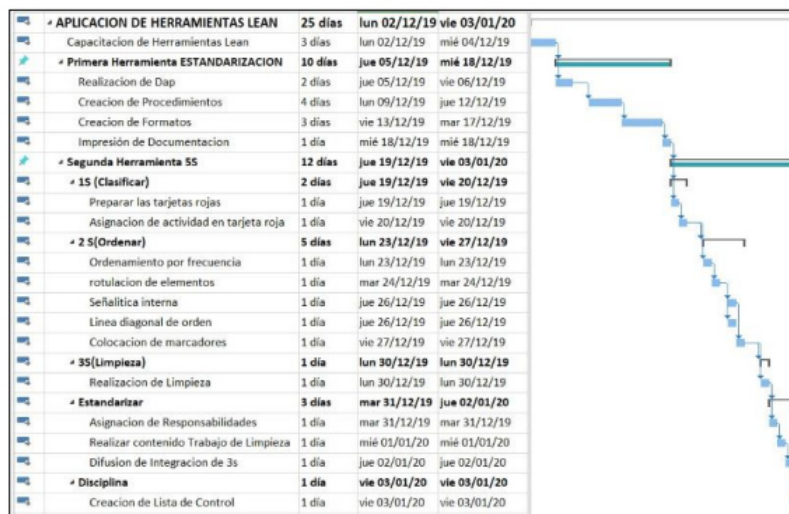 APLICACION DE HERRAMIENTAS LEAN 25 días lun 02/12/19 vie 03/01/20
Capacitacion de Herramientas Lean 3 días lun 02/12/19 mié 04/12/19
Primera Herramienta ESTANDARIZACION 10 días jue 05/12/19 mié 18/12/19
Realizacion de Dap 2 días jue 05/12/19 vie 06/12/19
Creacion de Procedimientos 4 días lun 09/12/19 jue 12/12/19
Creacion de Formatos 3 días vie 13/12/19 mar 17/12/19
Impresión de Documentacion 1 día mié 18/12/19 mié 18/12/19
Segunda Herramienta 5S 12 días jue 19/12/19 vie 03/01/20
1S (Clasificar) 2 días jue 19/12/19 vie 20/12/19
Preparar las tarjetas rojas 1 día jue 19/12/19 jue 19/12/19
Asignacion de actividad en tarjeta roja 1 día vie 20/12/19 vie 20/12/19
2 S(Ordenar) 5 días lun 23/12/19 vie 27/12/19
Ordenamiento por frecuencia 1 día lun 23/12/19 lun 23/12/19
rotulacion de elementos 1 día mar 24/12/19 mar 24/12/19
Señalitica interna 1 día jue 26/12/19 jue 26/12/19
Linea diagonal de orden 1 día jue 26/12/19 jue 26/12/19
Colocacion de marcadores 1 día vie 27/12/19 vie 27/12/19
3S(Limpieza) 1 día lun 30/12/19 lun 30/12/19
Realizacion de Limpieza 1 día lun 30/12/19 lun 30/12/19
Estandarizar 3 días mar 31/12/19 jue 02/01/20
Asignacion de Responsabilidades 1 día mar 31/12/19 mar 31/12/19
Realizar contenido Trabajo de Limpieza 1 día mié 01/01/20 mié 01/01/20
Difusion de Integracion de 3s 1 día jue 02/01/20 jue 02/01/20
Disciplina 1 día vie 03/01/20 vie 03/01/20
Creacion de Lista de Control 1 día vie 03/01/20 vie 03/01/20